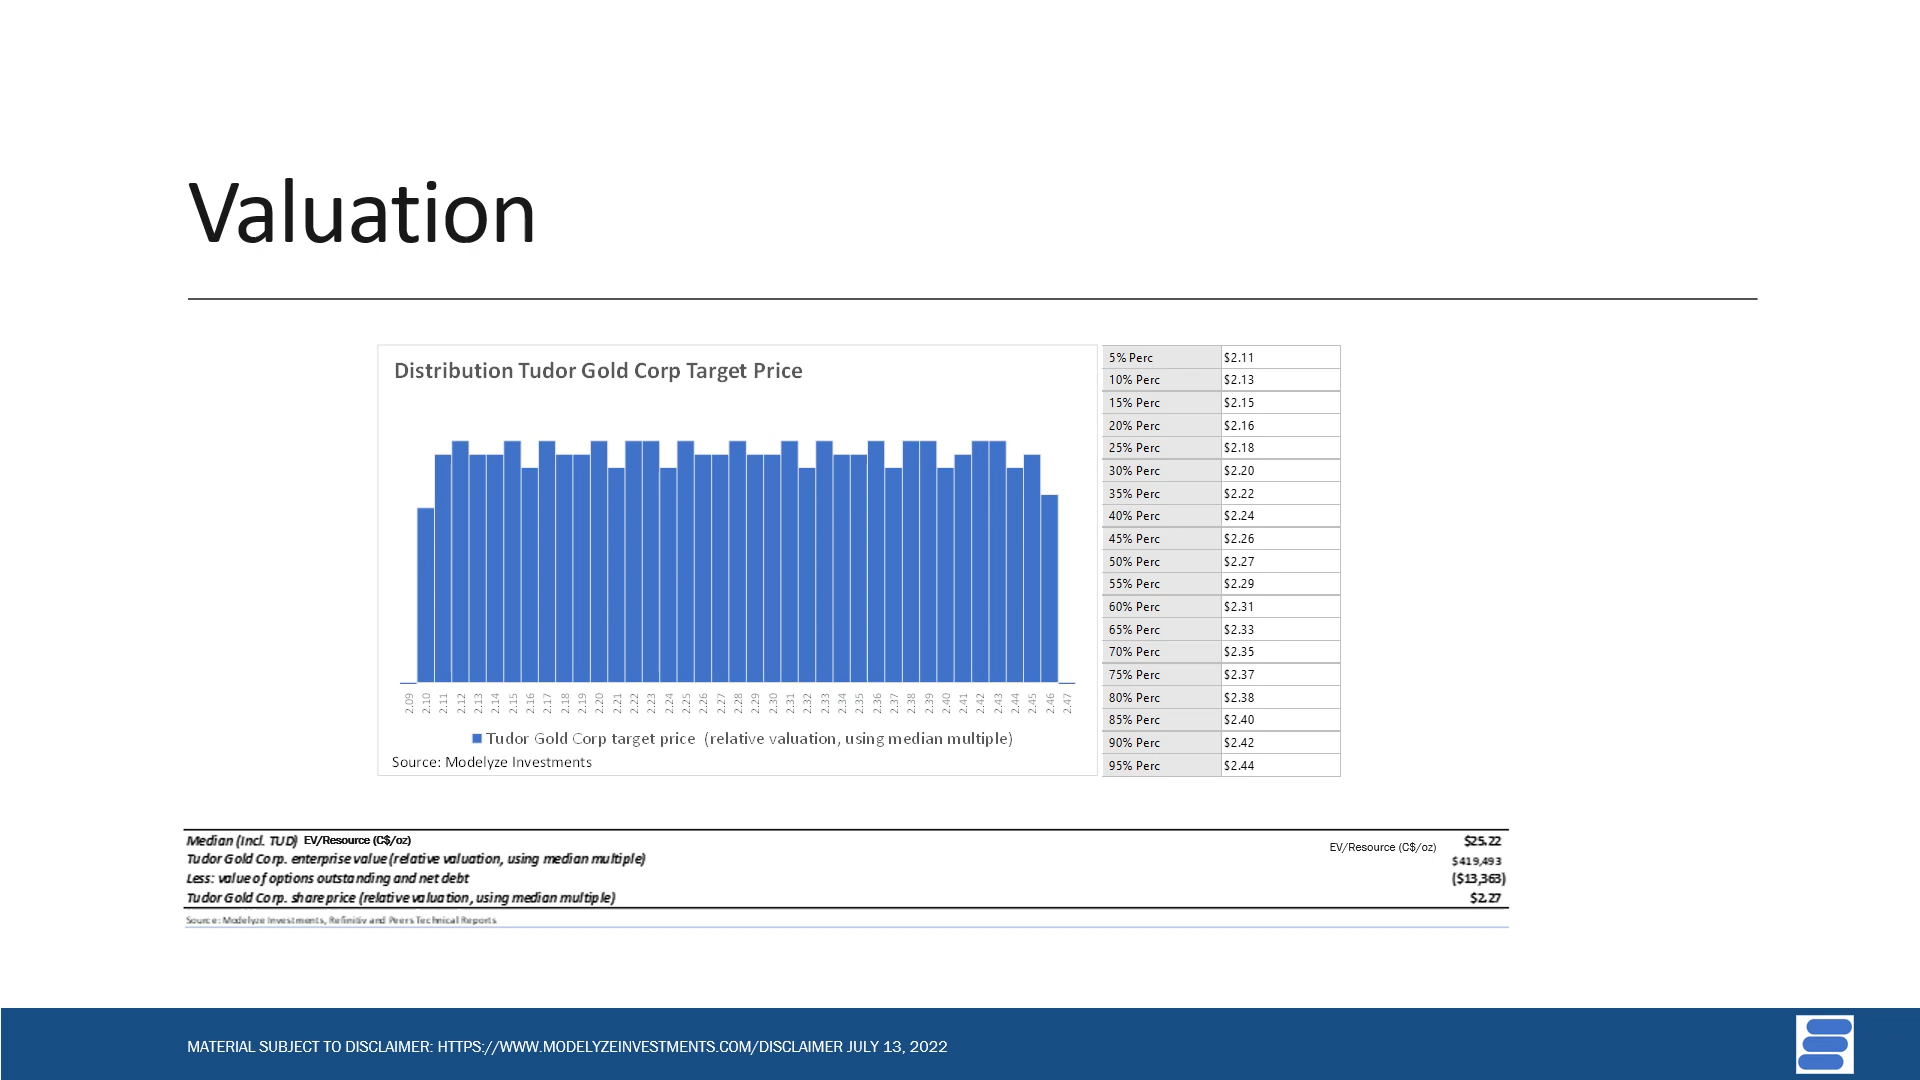 Valuation
Distribution Tudor Gold Corp Target Price
2.09 2.10 2.11 2.12 2.13 2.14 2.15 2.16 2.17 2.18 2.19 2.20 2.21 2.22 2.23 2.24 2.25 2.26 2.27 2.28 2.29 2.30 2.31 2.32 2.33 2.34 2.35 2.36 2.37 2.38 2.39 2.40 2.41 2.42 2.43 2.44 2.45 2.46 2.47
Tudor Gold Corp target price (relative valuation, using median multiple)
Source: Modelyze Investments
5% Perc $2.11
10% Perc $2.13
15% Perc $2.15
20% Perc $2.16
25% Perc $2.18
30% Perc $2.20
35% Perc $2.22
40% Perc $2.24
45% Perc $2.26
50% Perc $2.27
55% Perc $2.29
60% Perc $2.31
65% Perc $2.33
70% Perc $2.35
75% Perc $2.37
80% Perc $2.38
85% Perc $2.40
90% Perc $2.42
95% Perc $2.44
Median (Incl. TUD) EV/Resource (C$/oz) EV/Resource (C$/oz) $25.22
Tudor Gold Corp. enterprise value (relative valuation, using median multiple) $419,493
Less: value of options outstanding and net debt ($13,363)
Tudor Gold Corp. share price (relative valuation, using median multiple) $2.27
Source: Modelyze Investments, Refinitiv and Peers Technical Reports
MATERIAL SUBJECT TO DISCLAIMER: HTTPS://WWW.MODELYZEINVESTMENTS.COM/DISCLAIMER JULY 13, 2022